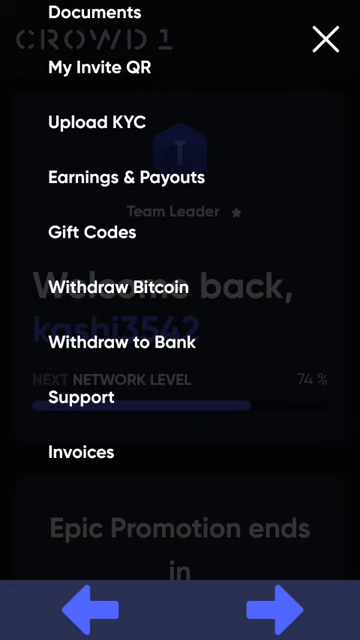 Documents
CROWD 1
My Invite QR
Upload KYC
T
Earnings & Payouts
Team Leader
Gift Codes
Welcome back,
Withdraw Bitcoin
kashi3542
Withdraw to Bank
NEXT NETWORK LEVEL 74 %
Support
Invoices
Epic Promotion ends
in